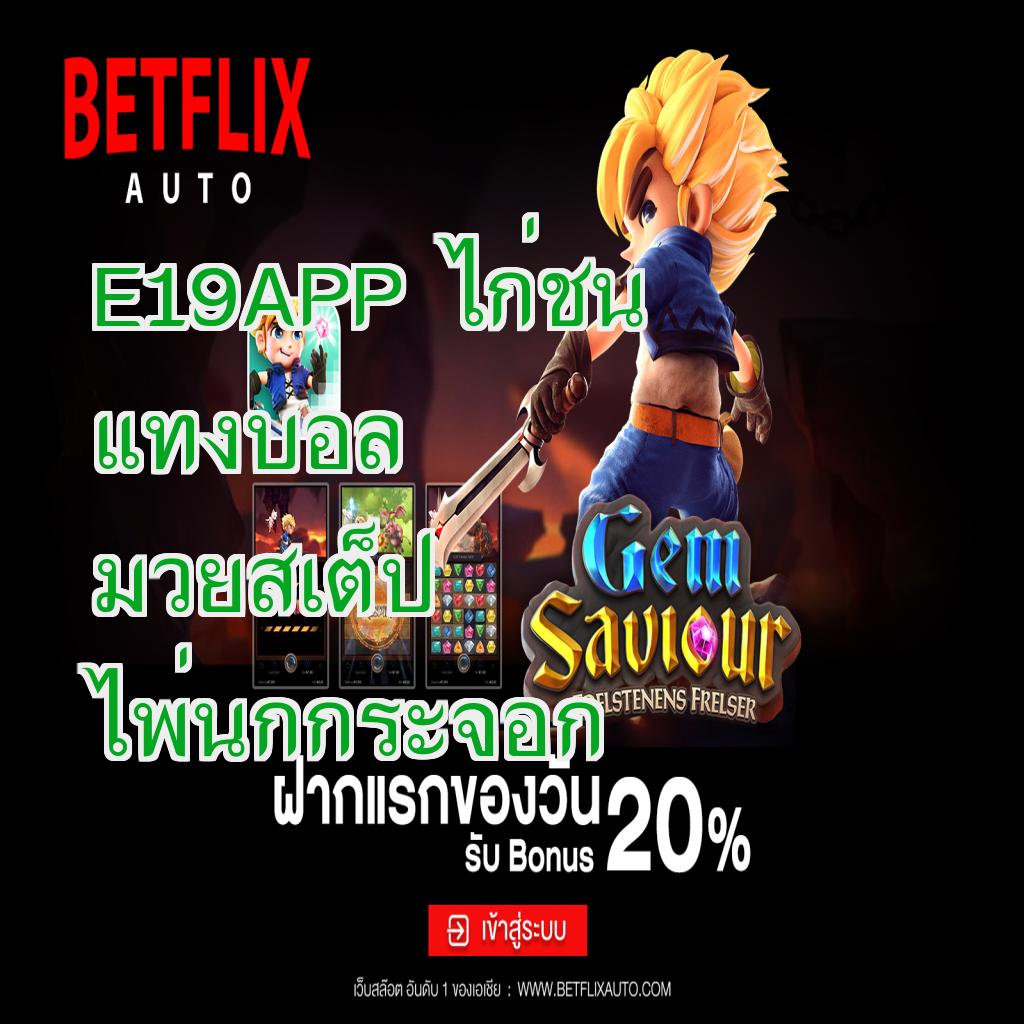 BETFLIX
AUTO
E19APP ไก่ชน
แทงบอล
มวยสเต็ป
ไพ่นกกระจอก
Gem
Saviour
EDELSTENENS FRELSER
ฝากแรกของวัน 20%
รับ Bonus
เข้าสู่ระบบ
เว็บสล๊อต อันดับ 1 ของเอเชีย : WWW.BETFLIXAUTO.COM